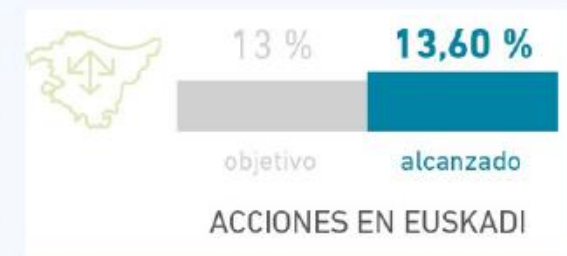 13 % 13,60 %
objetivo alcanzado
ACCIONES EN EUSKADI